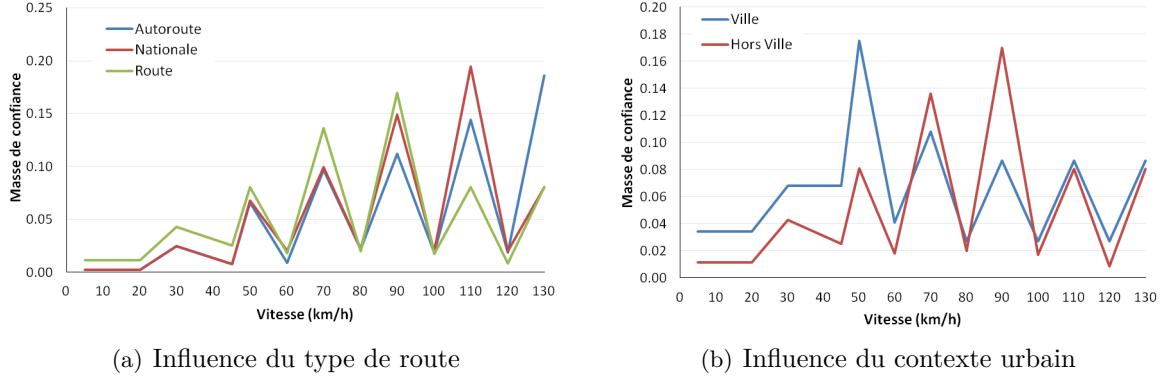 0.25
0.20
0.15
0.10
0.05
0.00
Masse de confiance
Autoroute
Nationale
Route
0 10 20 30 40 50 60 70 80 90 100 110 120 130
Vitesse (km/h)
(a) Influence du type de route
0.20
0.18
0.16
0.14
0.12
0.10
0.08
0.06
0.04
0.02
0.00
Masse de confiance
Ville
Hors Ville
0 10 20 30 40 50 60 70 80 90 100 110 120 130
Vitesse (km/h)
(b) Influence du contexte urbain